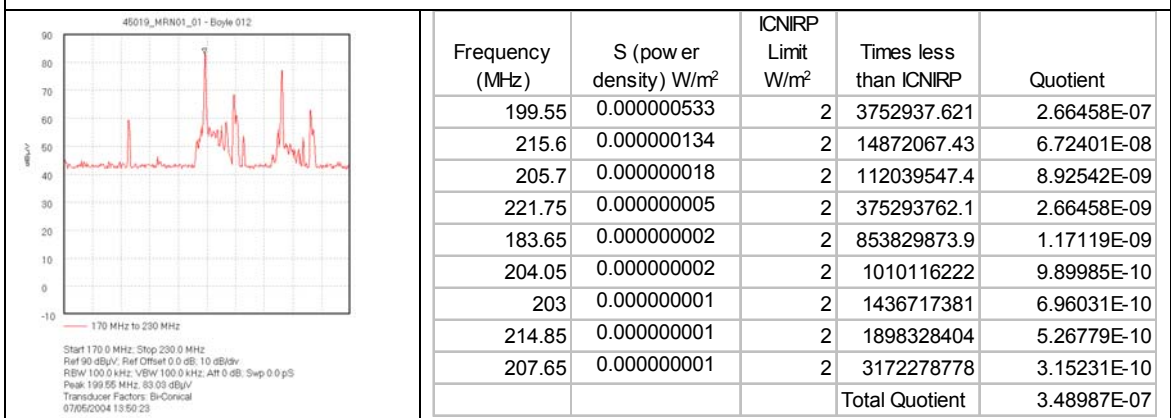 45019_MRN01_01 - Boyle 012
90
80
70
60
50
40
30
20
10
0
-10
dBµV
170 MHz to 230 MHz
Start 170.0 MHz; Stop 230.0 MHz
Ref 90 dBµV; Ref Offset 0.0 dB; 10 dB/div
RBW 100.0 kHz; VBW 100.0 kHz; Att 0 dB; Swp 0.0 pS
Peak 199.55 MHz, 83.03 dBµV
Transducer Factors: Bi-Conical
07/05/2004 13:50:23
Frequency (MHz) S (power density) W/m² ICNIRP Limit W/m² Times less than ICNIRP Quotient
199.55 0.000000533 2 3752937.621 2.66458E-07
215.6 0.000000134 2 14872067.43 6.72401E-08
205.7 0.000000018 2 112039547.4 8.92542E-09
221.75 0.000000005 2 375293762.1 2.66458E-09
183.65 0.000000002 2 853829873.9 1.17119E-09
204.05 0.000000002 2 1010116222 9.89985E-10
203 0.000000001 2 1436717381 6.96031E-10
214.85 0.000000001 2 1898328404 5.26779E-10
207.65 0.000000001 2 3172278778 3.15231E-10
Total Quotient 3.48987E-07